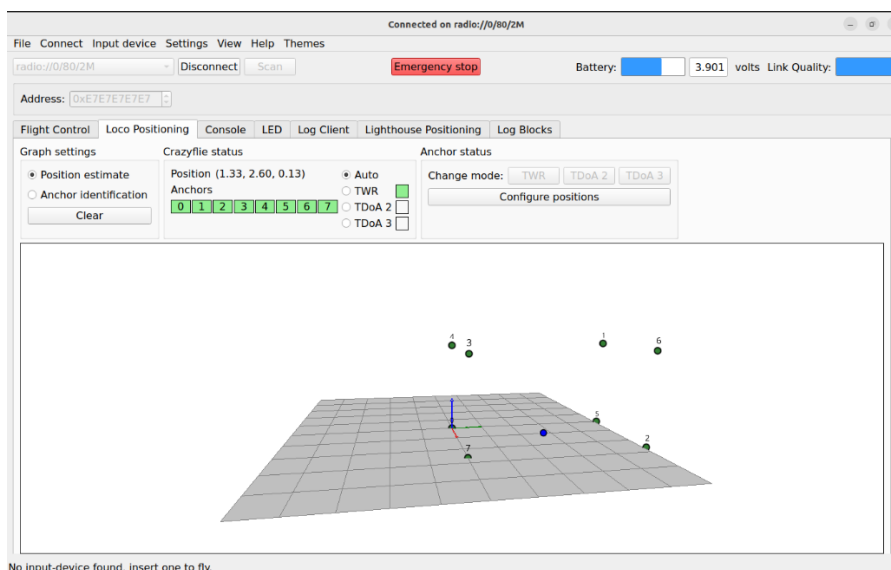 Connected on radio://0/80/2M
File Connect Input device Settings View Help Themes
radio://0/80/2M Disconnect Scan Emergency stop Battery: 3.901 volts Link Quality:
Address: 0xE7E7E7E7E7
Flight Control Loco Positioning Console LED Log Client Lighthouse Positioning Log Blocks
Graph settings Crazyflie status Anchor status
Position estimate Position (1.33, 2.60, 0.13) Auto Change mode: TWR TDoA 2 TDoA 3
Anchor identification Anchors TWR Configure positions
Clear 0 1 2 3 4 5 6 7 TDoA 2
TDoA 3
4 3 1 6
5
2
7
No input-device found, insert one to fly.